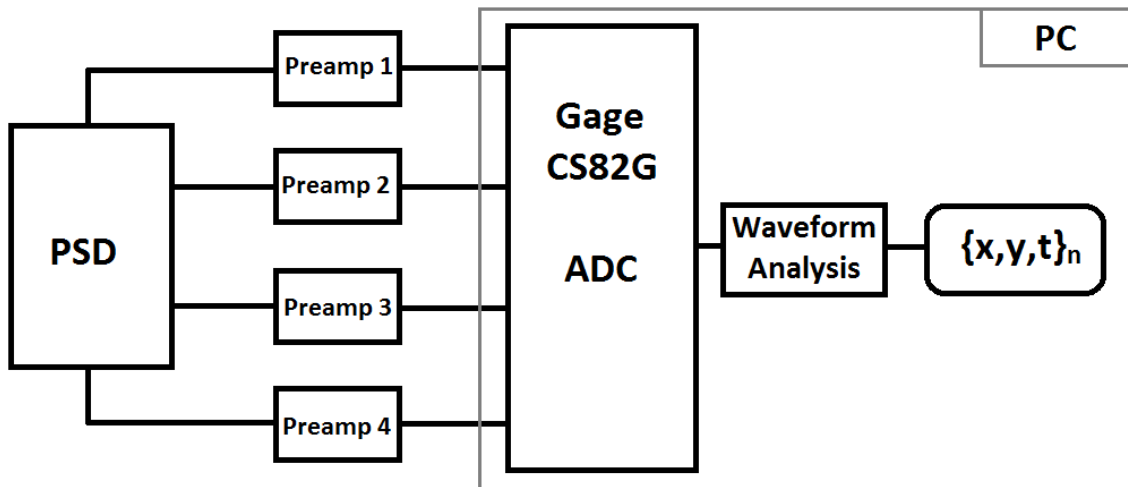 PC
Preamp 1
Preamp 2
Preamp 3
Preamp 4
PSD
Gage
CS82G
ADC
Waveform
Analysis
{x,y,t}n